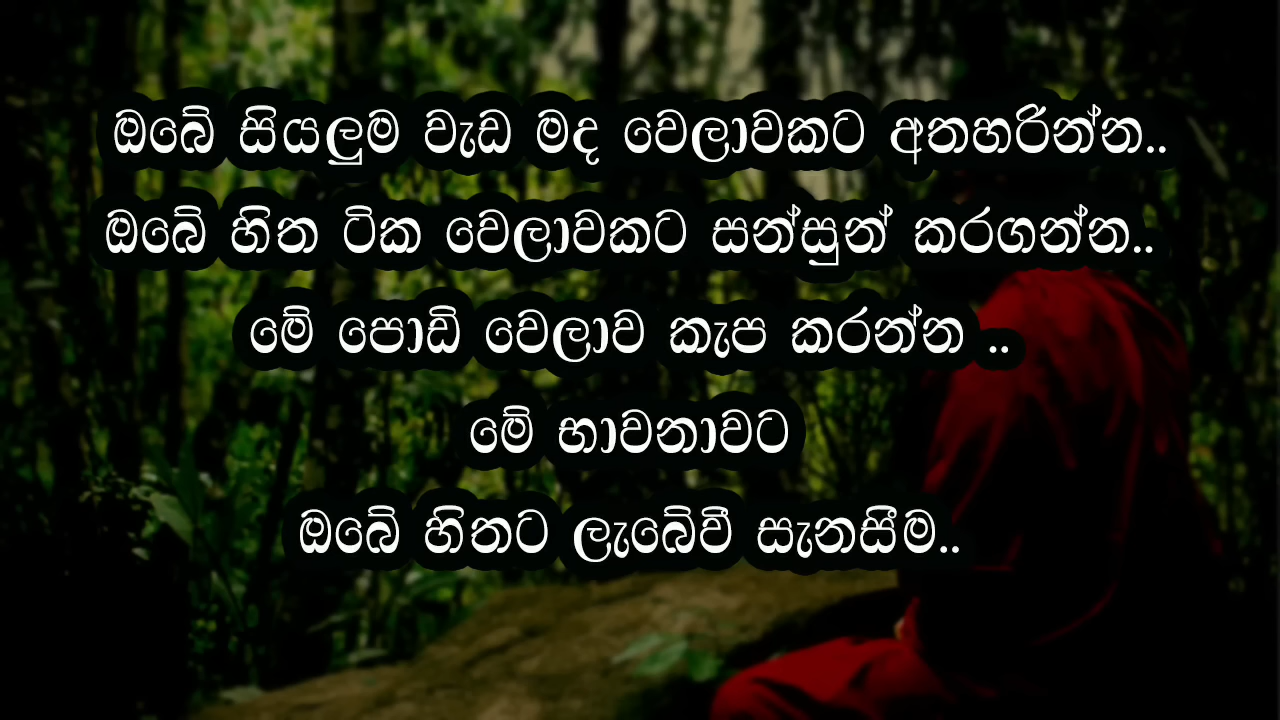 ඔබේ සියලුම වැඩ මද වෙලාවකට අතහරින්න..
ඔබේ හිත ටික වෙලාවකට සන්සුන් කරගන්න..
මේ පොඩි වෙලාව කැප කරන්න ..
මේ භාවනාවට
ඔබේ හිතට ලැබේවී සැනසීම..